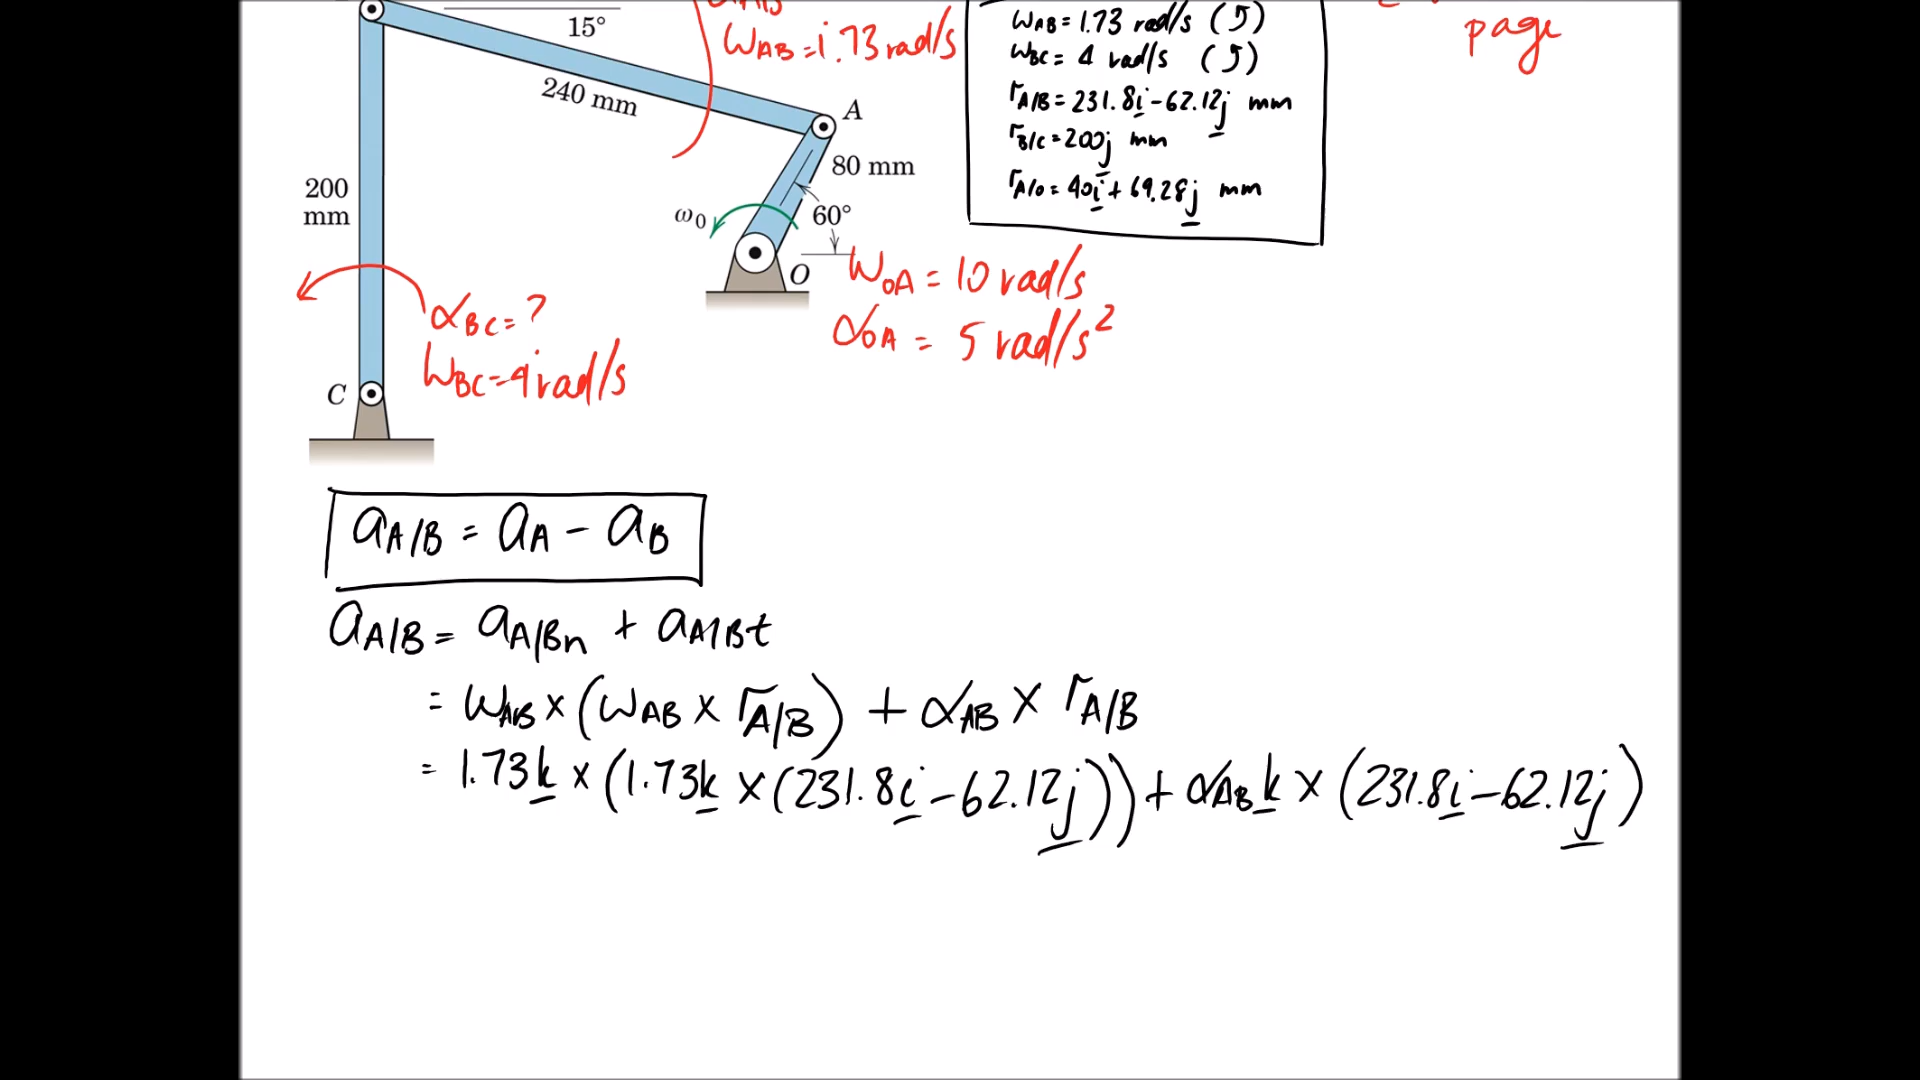 15°
240 mm
A
80 mm
200
mm
ω0
60°
O
C
ωAB = 1.73 rad/s
αBC = ?
ωBC = 4 rad/s
ωOA = 10 rad/s
αOA = 5 rad/s²
ωAB = 1.73 rad/s (↺)
ωBC = 4 rad/s (↺)
rA/B = 231.8i - 62.12j mm
rB/C = 200j mm
rA/O = 40i + 69.28j mm
page
aA/B = aA - aB
aA/B = aA/Bn + aA/Bt
= ωAB × (ωAB × rA/B) + αAB × rA/B
= 1.73k × (1.73k × (231.8i - 62.12j)) + αAB k × (231.8i - 62.12j)